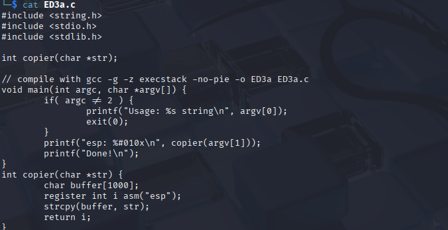 $ cat ED3a.c
#include <string.h>
#include <stdio.h>
#include <stdlib.h>

int copier(char *str);

// compile with gcc -g -z execstack -no-pie -o ED3a ED3a.c
void main(int argc, char *argv[]) {
        if( argc ≠ 2 ) {
                printf("Usage: %s string\n", argv[0]);
                exit(0);
        }
        printf("esp: %#010x\n", copier(argv[1]));
        printf("Done!\n");
}
int copier(char *str) {
        char buffer[1000];
        register int i asm("esp");
        strcpy(buffer, str);
        return i;
}